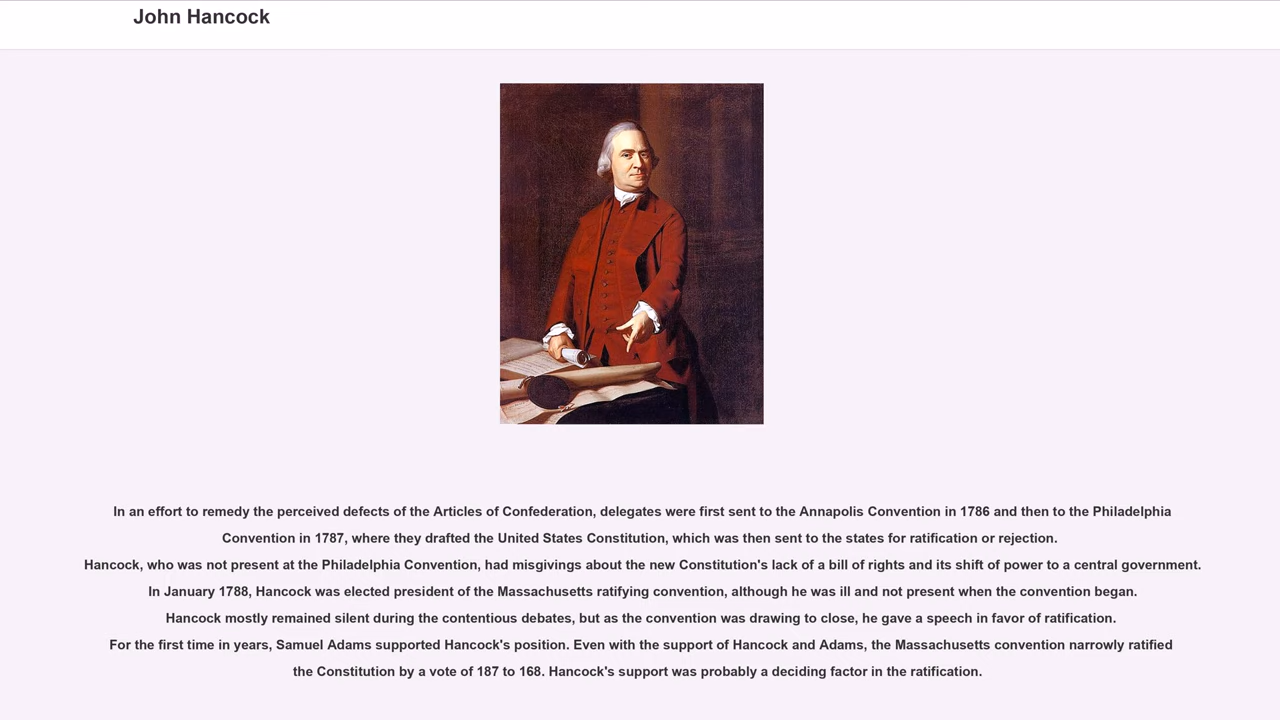 John Hancock
In an effort to remedy the perceived defects of the Articles of Confederation, delegates were first sent to the Annapolis Convention in 1786 and then to the Philadelphia
Convention in 1787, where they drafted the United States Constitution, which was then sent to the states for ratification or rejection.
Hancock, who was not present at the Philadelphia Convention, had misgivings about the new Constitution's lack of a bill of rights and its shift of power to a central government.
In January 1788, Hancock was elected president of the Massachusetts ratifying convention, although he was ill and not present when the convention began.
Hancock mostly remained silent during the contentious debates, but as the convention was drawing to close, he gave a speech in favor of ratification.
For the first time in years, Samuel Adams supported Hancock's position. Even with the support of Hancock and Adams, the Massachusetts convention narrowly ratified
the Constitution by a vote of 187 to 168. Hancock's support was probably a deciding factor in the ratification.